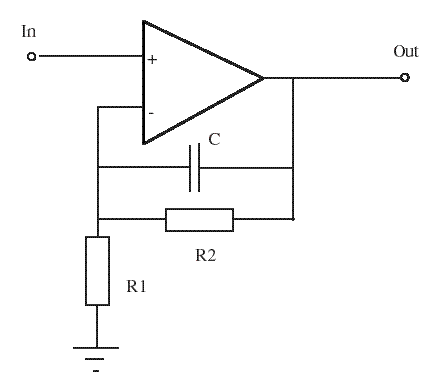 In
Out
+
-
C
R2
R1